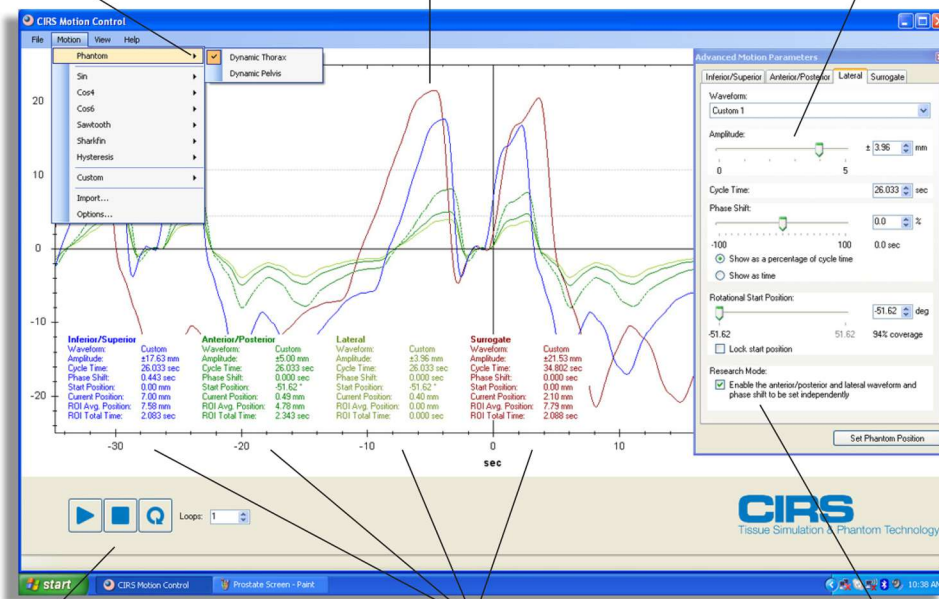 CIRS Motion Control
File Motion View Help
Phantom
Sin
Cos4
Cos6
Sawtooth
Sharkfin
Hysteresis
Custom
Import...
Options...
Dynamic Thorax
Dynamic Pelvis
20
10
0
-10
-20
-30 -20 -10 0 10
sec
Inferior/Superior
Waveform: Custom
Amplitude: ±17.63 mm
Cycle Time: 26.033 sec
Phase Shift: 0.443 sec
Start Position: 0.00 mm
Current Position: 7.00 mm
ROI Avg. Position: 7.58 mm
ROI Total Time: 2.083 sec
Anterior/Posterior
Waveform: Custom
Amplitude: ±5.00 mm
Cycle Time: 26.033 sec
Phase Shift: 0.000 sec
Start Position: -51.62 °
Current Position: 0.49 mm
ROI Avg. Position: 4.78 mm
ROI Total Time: 2.343 sec
Lateral
Waveform: Custom
Amplitude: ±3.96 mm
Cycle Time: 26.033 sec
Phase Shift: 0.000 sec
Start Position: -51.62 °
Current Position: 0.40 mm
ROI Avg. Position: 0.00 mm
ROI Total Time: 0.000 sec
Surrogate
Waveform: Custom
Amplitude: ±21.53 mm
Cycle Time: 34.802 sec
Phase Shift: 0.000 sec
Start Position: 0.00 mm
Current Position: 2.10 mm
ROI Avg. Position: 7.79 mm
ROI Total Time: 2.088 sec
Advanced Motion Parameters
Inferior/Superior Anterior/Posterior Lateral Surrogate
Waveform:
Custom 1
Amplitude:
± 3.96 mm
0 5
Cycle Time: 26.033 sec
Phase Shift:
0.0 %
-100 100 0.0 sec
Show as a percentage of cycle time
Show as time
Rotational Start Position:
-51.62 deg
-51.62 51.62 94% coverage
Lock start position
Research Mode:
Enable the anterior/posterior and lateral waveform and
phase shift to be set independently
Set Phantom Position
Loops: 1
CIRS
Tissue Simulation & Phantom Technology
start CIRS Motion Control Prostate Screen - Paint 10:38 AM